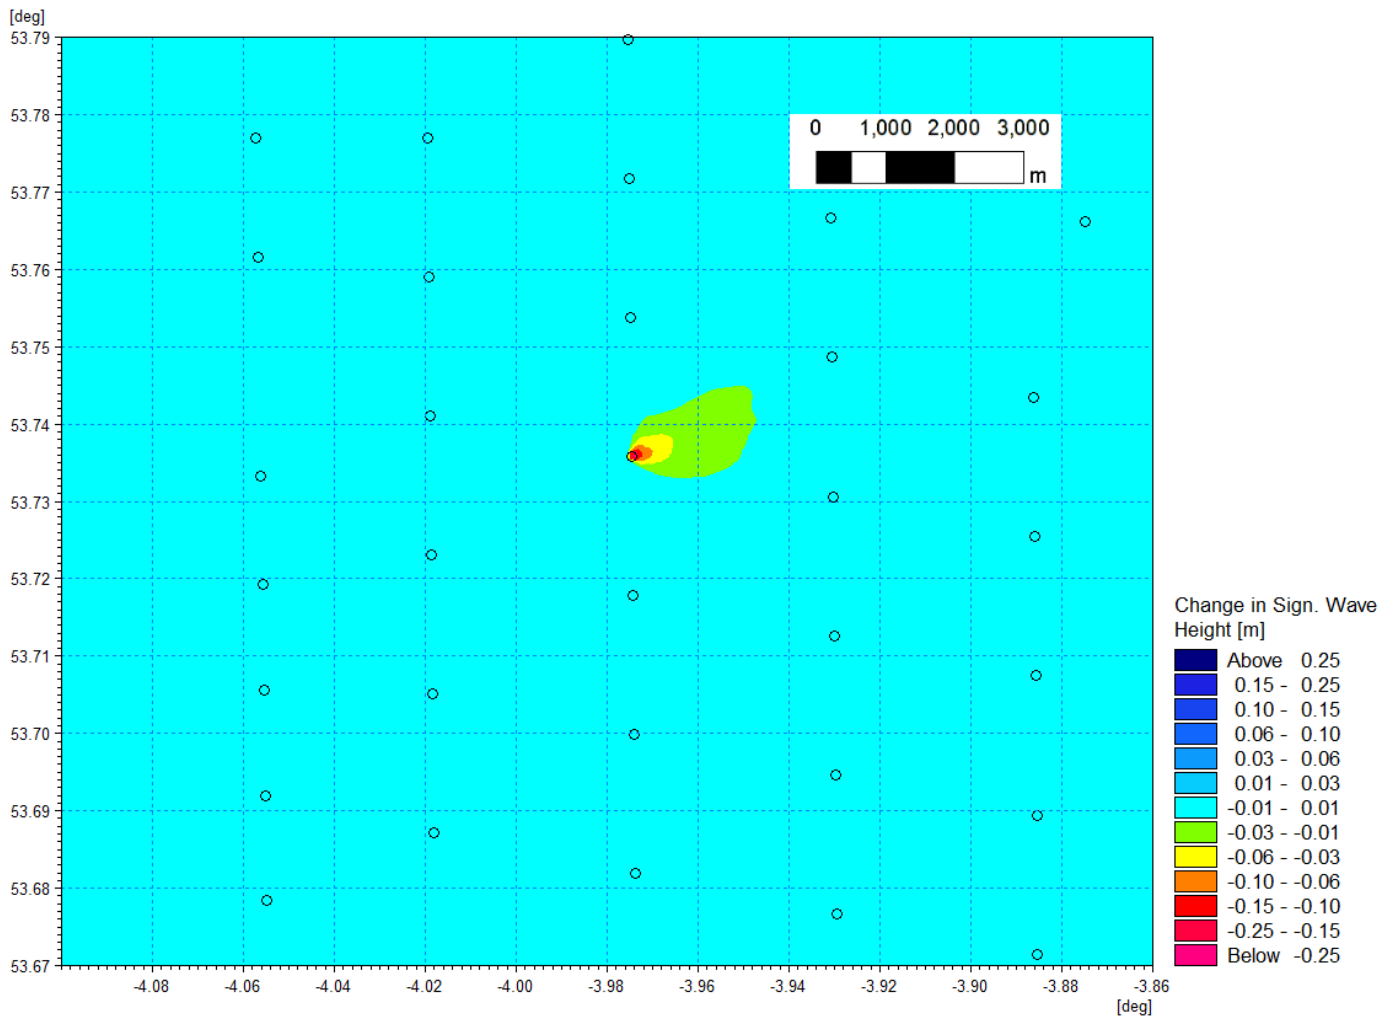 [deg]
53.79
53.78
53.77
53.76
53.75
53.74
53.73
53.72
53.71
53.70
53.69
53.68
53.67
0 1,000 2,000 3,000
m
Change in Sign. Wave
Height [m]
Above 0.25
0.15 - 0.25
0.10 - 0.15
0.06 - 0.10
0.03 - 0.06
0.01 - 0.03
-0.01 - 0.01
-0.03 - -0.01
-0.06 - -0.03
-0.10 - -0.06
-0.15 - -0.10
-0.25 - -0.15
Below -0.25
-4.08 -4.06 -4.04 -4.02 -4.00 -3.98 -3.96 -3.94 -3.92 -3.90 -3.88 -3.86
[deg]